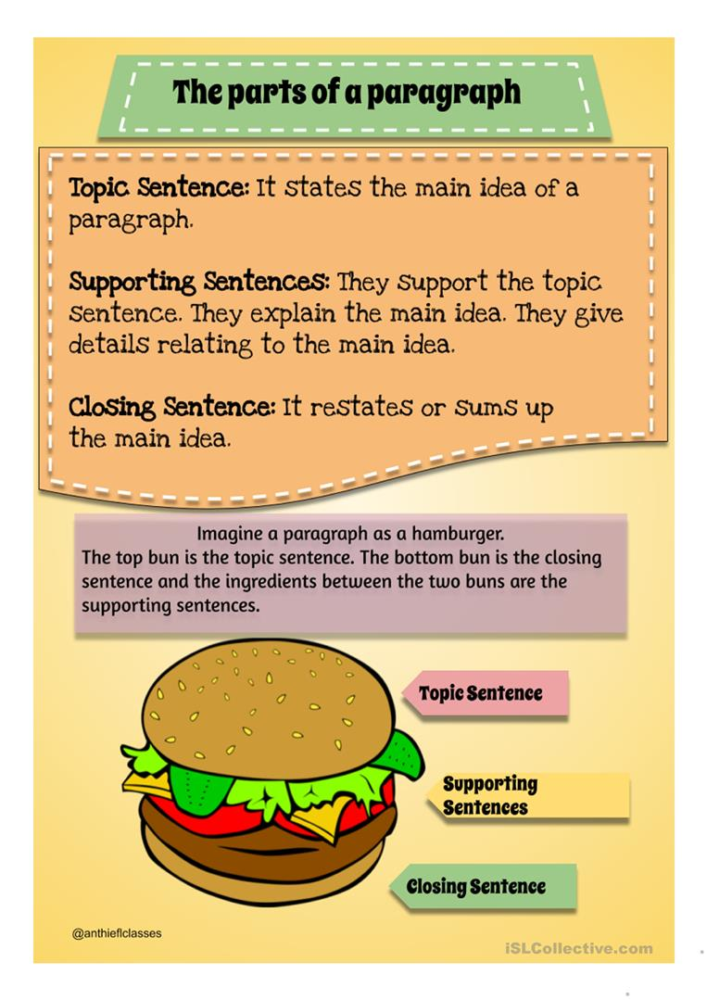 The parts of a paragraph
Topic Sentence: It states the main idea of a
paragraph.
Supporting Sentences: They support the topic
sentence. They explain the main idea. They give
details relating to the main idea.
Closing Sentence: It restates or sums up
the main idea.
Imagine a paragraph as a hamburger.
The top bun is the topic sentence. The bottom bun is the closing
sentence and the ingredients between the two buns are the
supporting sentences.
Topic Sentence
Supporting
Sentences
Closing Sentence
@anthieflclasses
iSLCollective.com